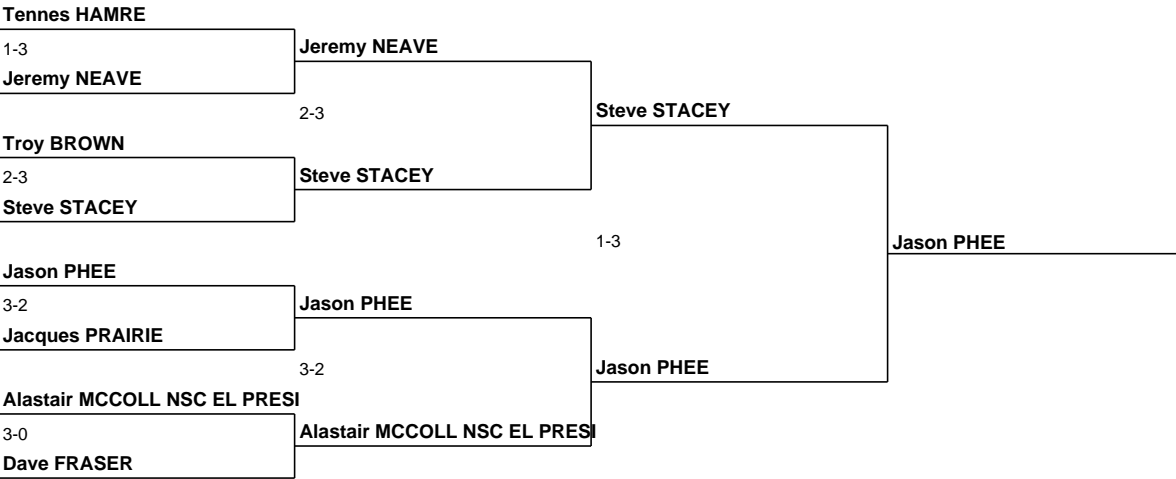 Tennes HAMRE
1-3
Jeremy NEAVE
Jeremy NEAVE
2-3
Steve STACEY
Troy BROWN
2-3
Steve STACEY
Steve STACEY
1-3
Jason PHEE
Jason PHEE
3-2
Jacques PRAIRIE
Jason PHEE
3-2
Jason PHEE
Alastair MCCOLL NSC EL PRESI
3-0
Dave FRASER
Alastair MCCOLL NSC EL PRESI